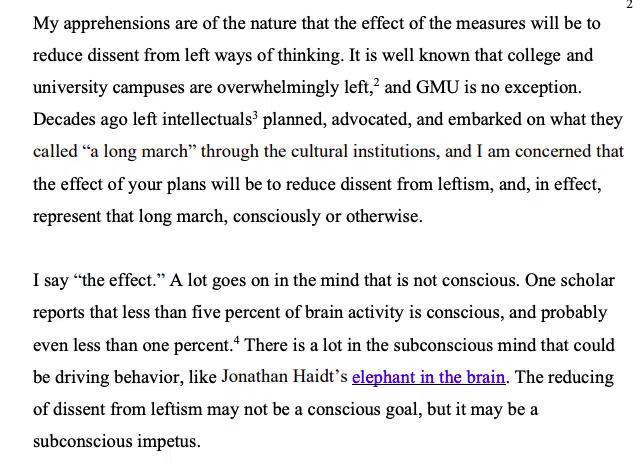 2
My apprehensions are of the nature that the effect of the measures will be to
reduce dissent from left ways of thinking. It is well known that college and
university campuses are overwhelmingly left,² and GMU is no exception.
Decades ago left intellectuals³ planned, advocated, and embarked on what they
called “a long march” through the cultural institutions, and I am concerned that
the effect of your plans will be to reduce dissent from leftism, and, in effect,
represent that long march, consciously or otherwise.
I say “the effect.” A lot goes on in the mind that is not conscious. One scholar
reports that less than five percent of brain activity is conscious, and probably
even less than one percent.⁴ There is a lot in the subconscious mind that could
be driving behavior, like Jonathan Haidt’s elephant in the brain. The reducing
of dissent from leftism may not be a conscious goal, but it may be a
subconscious impetus.